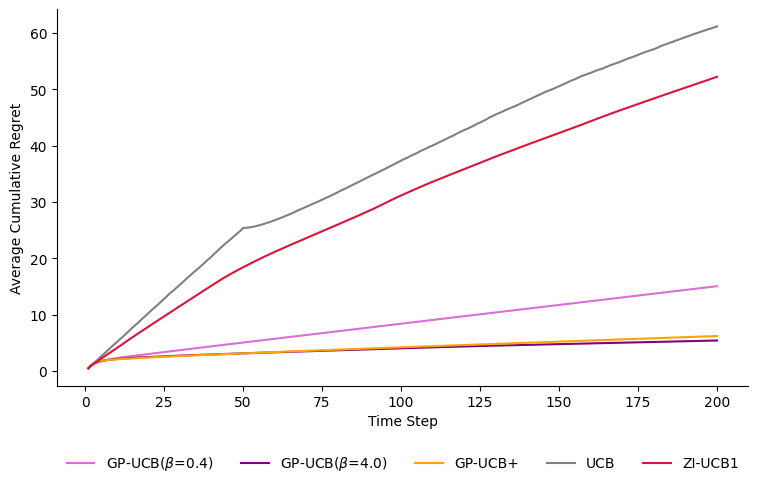 Average Cumulative Regret
60
50
40
30
20
10
0
0 25 50 75 100 125 150 175 200
Time Step
GP-UCB(β=0.4) GP-UCB(β=4.0) GP-UCB+ UCB ZI-UCB1